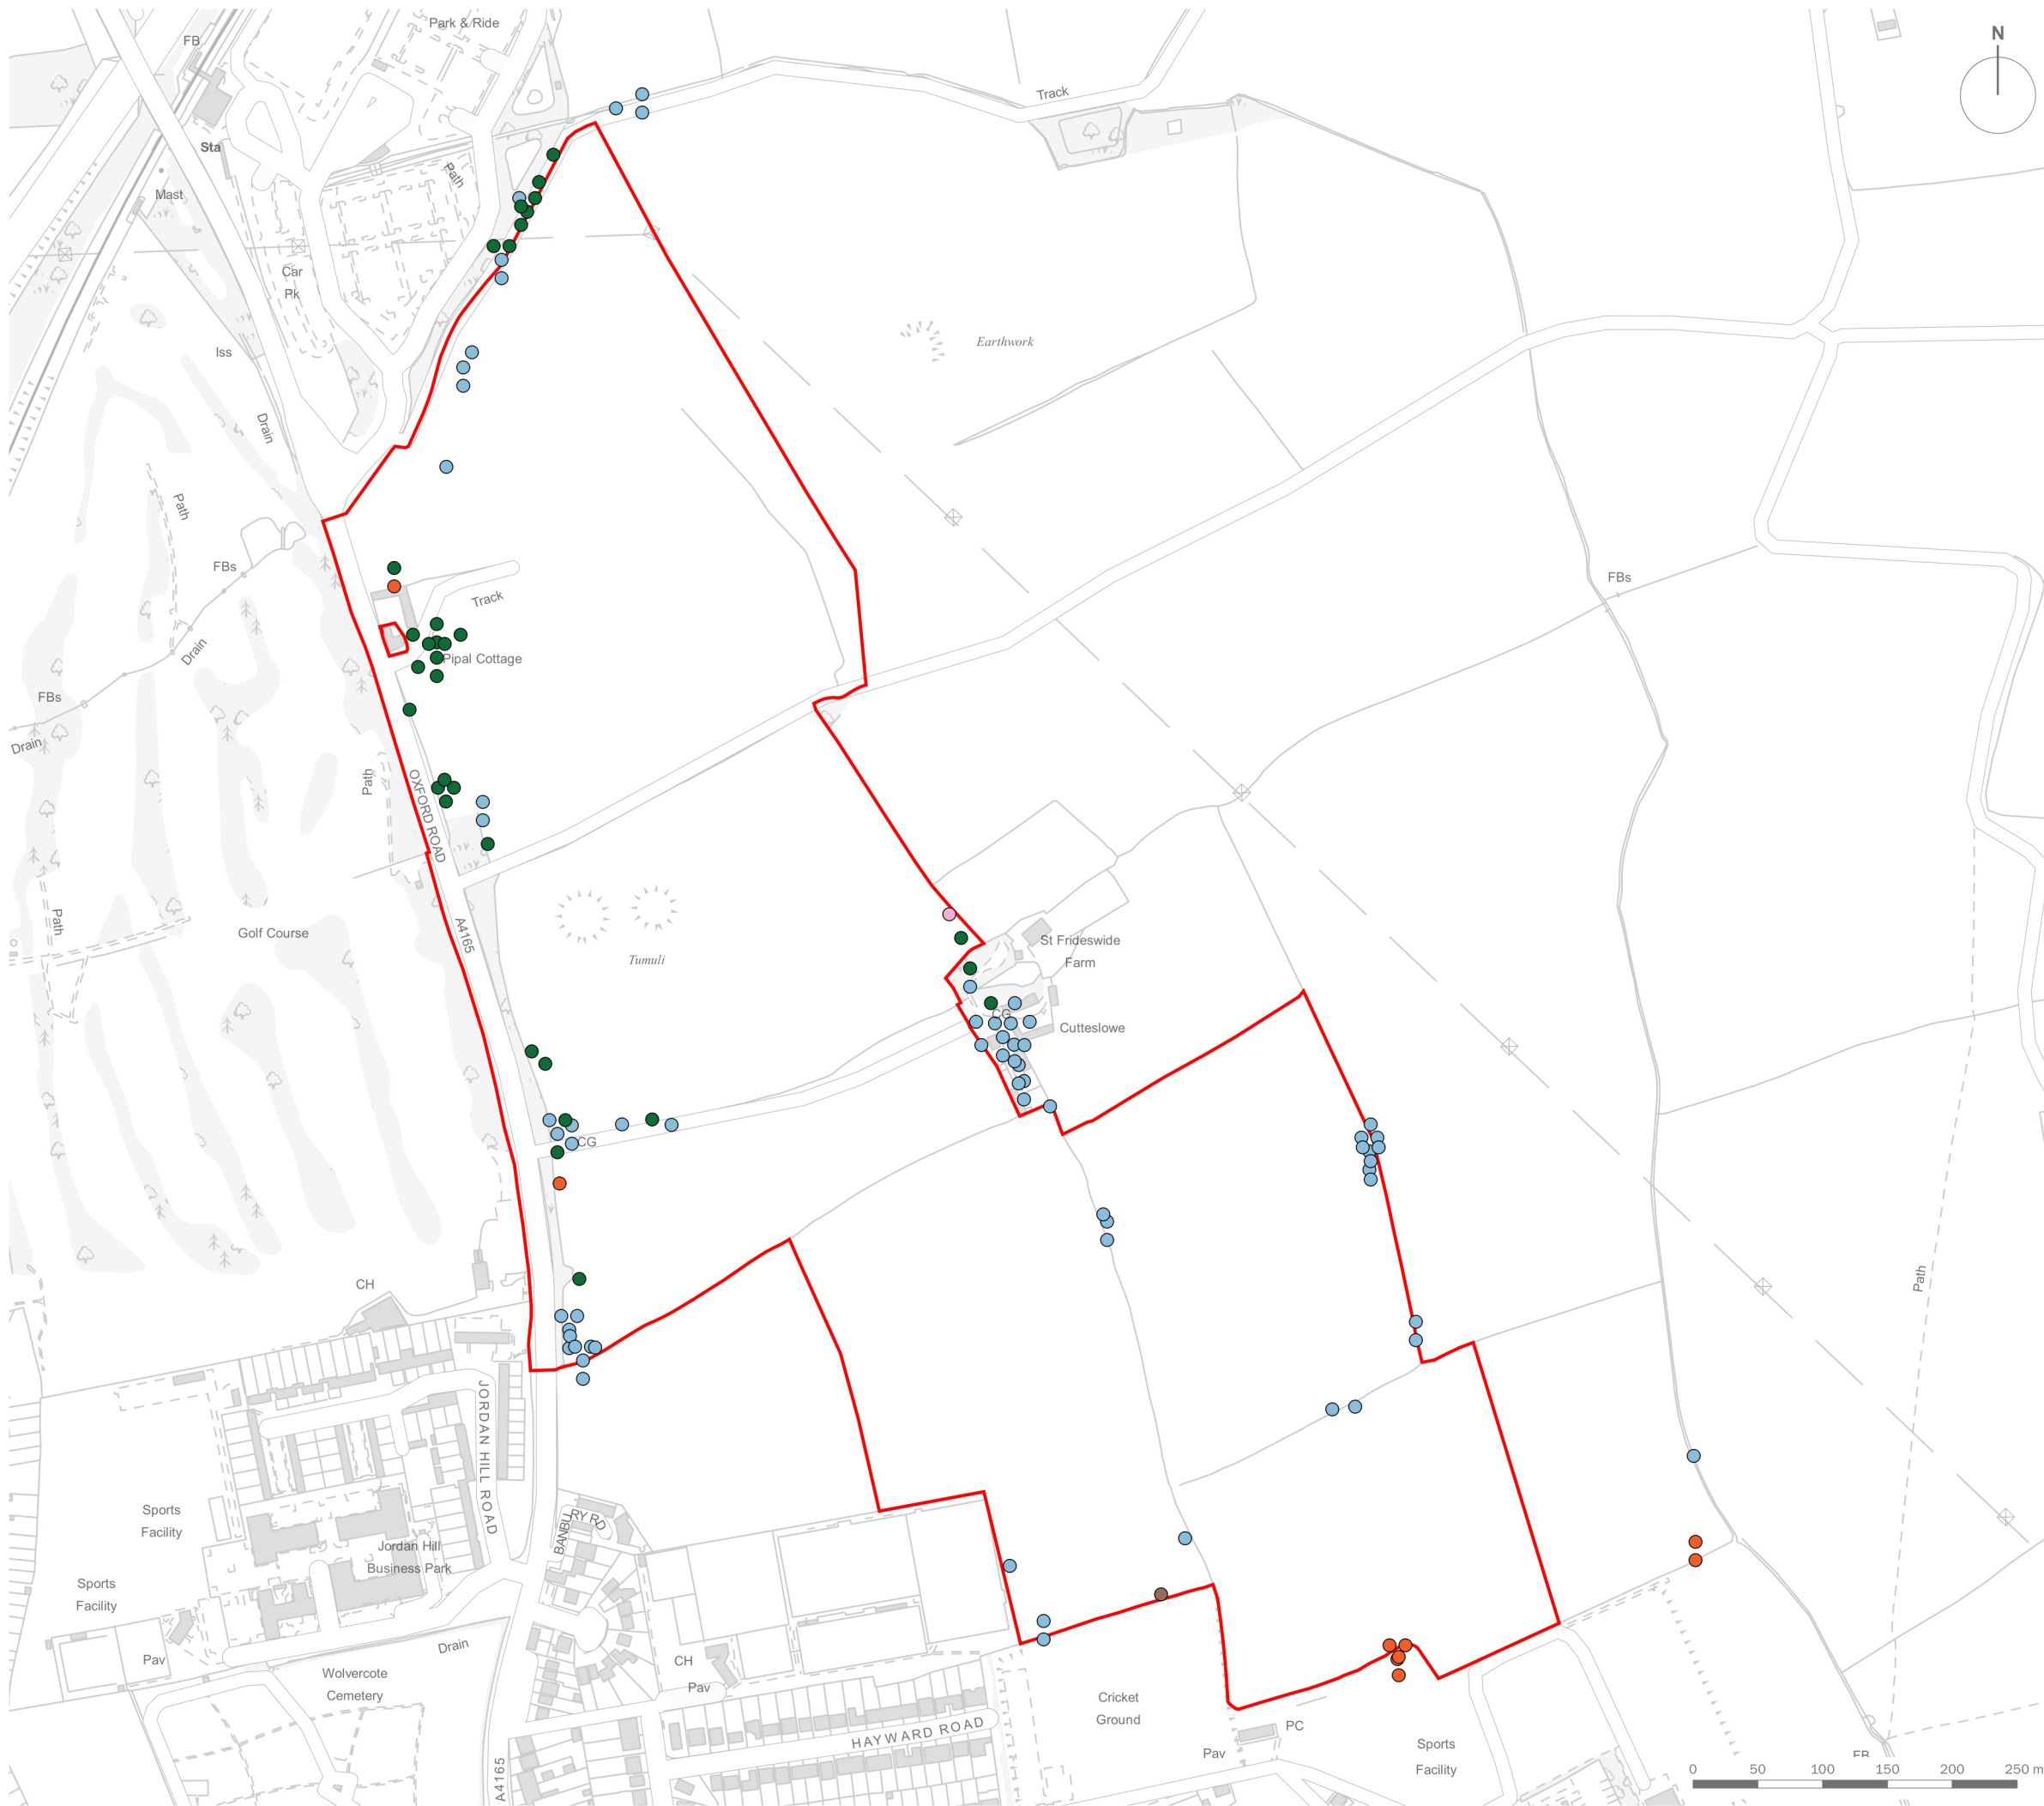 Park & Ride
FB
N
Track
Sta
Path
Mast
Car
Pk
Earthwork
Iss
Drain
Path
FBs
FBs
Track
Drain
Pipal Cottage
FBs
Drain
Path
OXFORD ROAD
Path
Golf Course
A4165
St Frideswide
Farm
Tumuli
CG
Cutteslowe
CG
Path
CH
JORDAN HILL ROAD
Sports
Facility
BANBU
RY RD
Jordan Hill
Business Park
Sports
Facility
Drain
Pav
CH
Wolvercote
Cemetery
Pav
Cricket
Ground
HAYWARD ROAD
PC
Pav
Sports
Facility
FB
A4165
0 50 100 150 200 250 m